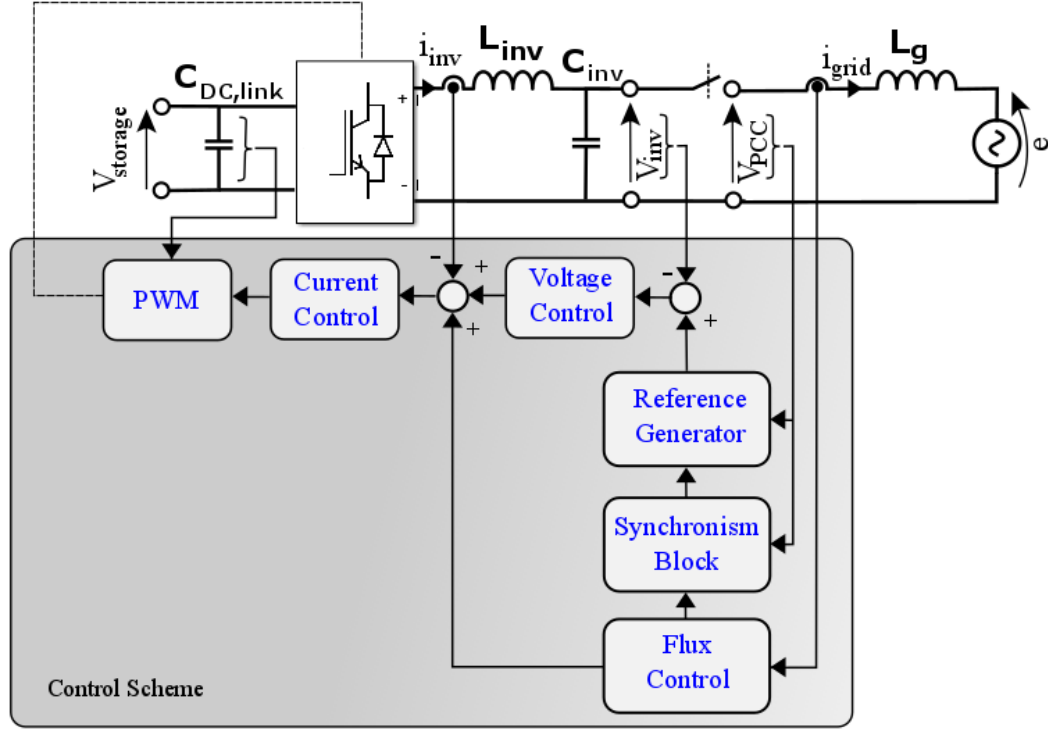 i_inv
L_inv
C_inv
i_grid
L_g
C_DC,link
V_storage
+
-
V_inv
V_PCC
e
PWM
Current
Control
-
+
+
Voltage
Control
-
+
Reference
Generator
Synchronism
Block
Flux
Control
Control Scheme